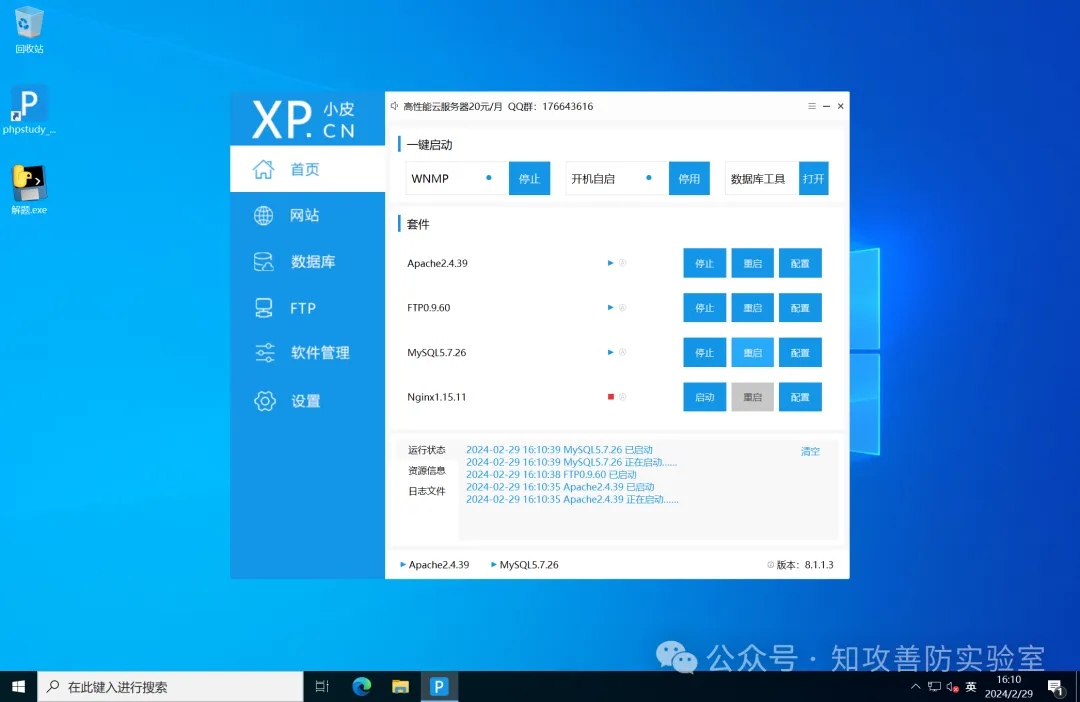 回收站
phpstudy_...
解题.exe
XP.CN 小皮
高性能云服务器20元/月 QQ群：176643616
首页
网站
数据库
FTP
软件管理
设置
一键启动
WNMP 停止 开机自启 停用 数据库工具 打开
套件
Apache2.4.39 停止 重启 配置
FTP0.9.60 停止 重启 配置
MySQL5.7.26 停止 重启 配置
Nginx1.15.11 启动 重启 配置
运行状态
资源信息
日志文件
2024-02-29 16:10:39 MySQL5.7.26 已启动
2024-02-29 16:10:39 MySQL5.7.26 正在启动......
2024-02-29 16:10:38 FTP0.9.60 已启动
2024-02-29 16:10:35 Apache2.4.39 已启动
2024-02-29 16:10:35 Apache2.4.39 正在启动......
清空
Apache2.4.39 MySQL5.7.26 版本：8.1.1.3
公众号 · 知攻善防实验室
在此键入进行搜索
P
英
16:10
2024/2/29
1